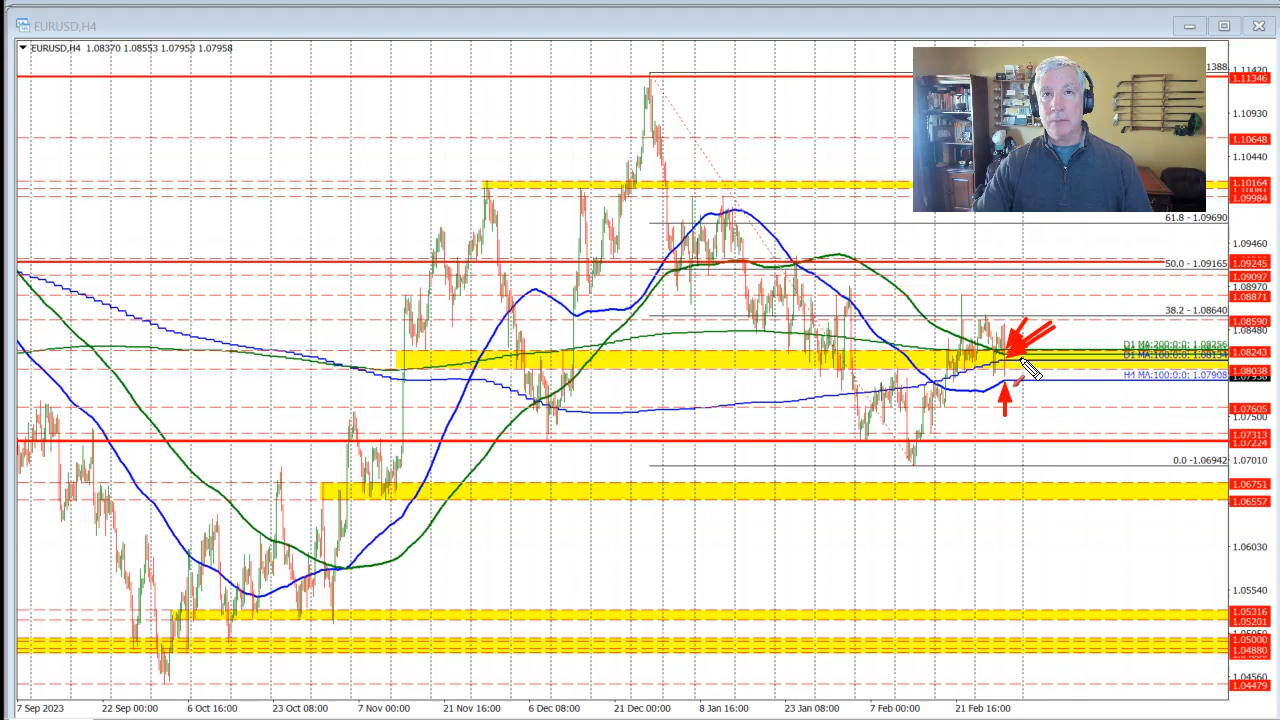 EURUSD,H4
EURUSD,H4 1.08370 1.08553 1.07953 1.07958
1388
1.11420
1.11346
1.10930
1.10648
1.10440
1.10164
1.09984
61.8 - 1.09690
1.09460
50.0 - 1.09165
1.09245
1.09097
1.08970
1.08871
38.2 - 1.08640
1.08590
1.08480
D1 MA:200:0:0: 1.08256
1.08243
D1 MA:100:0:0: 1.08134
1.08038
H4 MA:100:0:0: 1.07908
1.07958
1.07605
1.07500
1.07313
1.07224
0.0 -1.06942
1.07010
1.06751
1.06557
1.06030
1.05540
1.05316
1.05201
1.05000
1.04880
1.04560
1.04479
7 Sep 2023
22 Sep 00:00
6 Oct 16:00
23 Oct 08:00
7 Nov 00:00
21 Nov 16:00
6 Dec 08:00
21 Dec 00:00
8 Jan 16:00
23 Jan 08:00
7 Feb 00:00
21 Feb 16:00